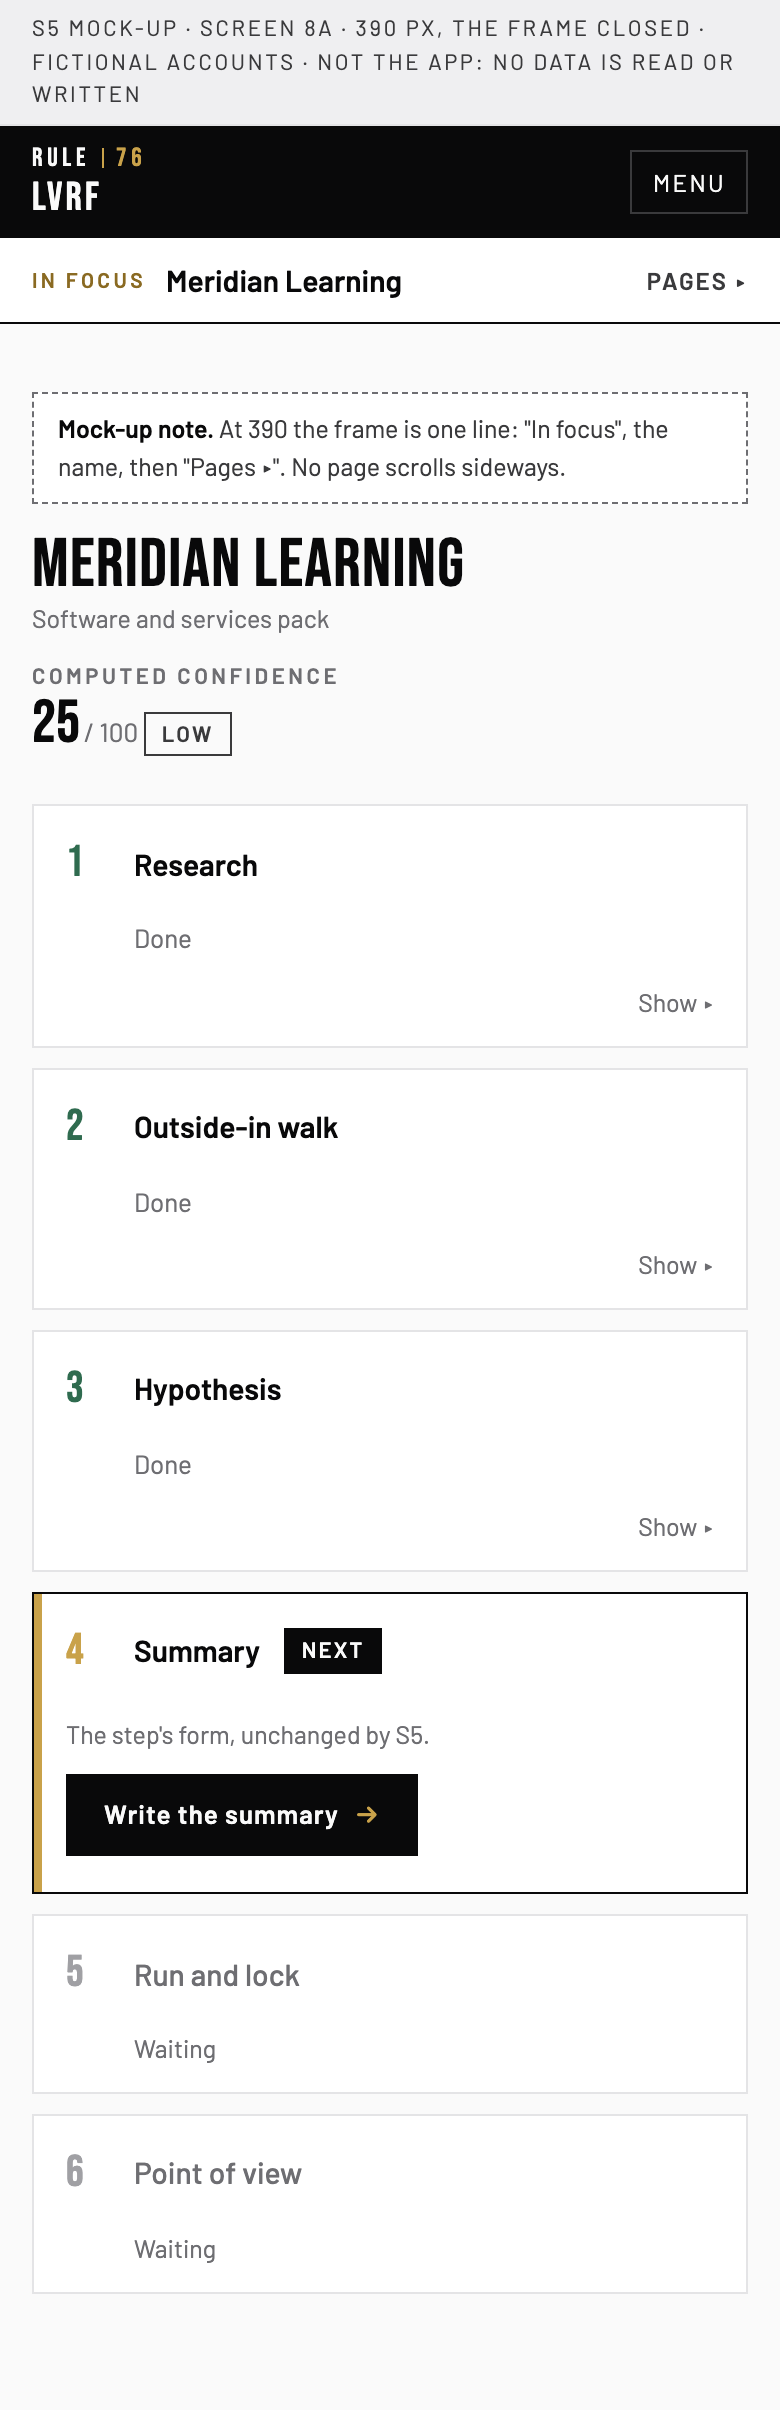 S5 MOCK-UP · SCREEN 8A · 390 PX, THE FRAME CLOSED ·
FICTIONAL ACCOUNTS · NOT THE APP: NO DATA IS READ OR
WRITTEN
RULE | 76
LVRF
MENU
IN FOCUS Meridian Learning
PAGES ▸
Mock-up note. At 390 the frame is one line: "In focus", the
name, then "Pages ▸". No page scrolls sideways.
MERIDIAN LEARNING
Software and services pack
COMPUTED CONFIDENCE
25 / 100 LOW
1 Research
Done
Show ▸
2 Outside-in walk
Done
Show ▸
3 Hypothesis
Done
Show ▸
4 Summary NEXT
The step's form, unchanged by S5.
Write the summary →
5 Run and lock
Waiting
6 Point of view
Waiting